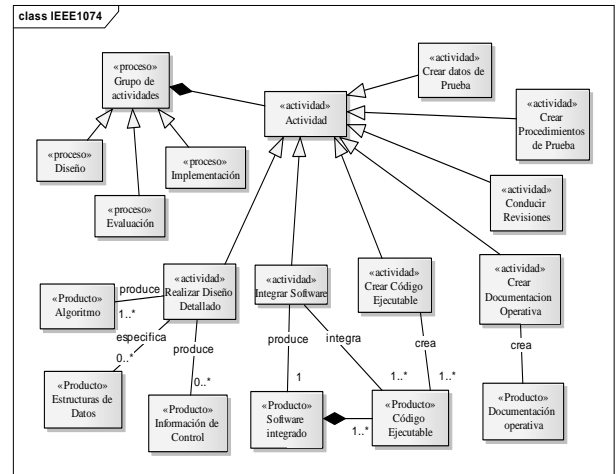 class IEEE1074
«proceso»
Grupo de
actividades
«actividad»
Crear datos de
Prueba
«actividad»
Actividad
«actividad»
Crear
Procedimientos
de Prueba
«proceso»
Diseño
«proceso»
Implementación
«actividad»
Conducir
Revisiones
«proceso»
Evaluación
«actividad»
Realizar Diseño
Detallado
«actividad»
Integrar Software
«actividad»
Crear Código
Ejecutable
«actividad»
Crear
Documentacion
Operativa
«Producto»
Algoritmo
produce
1..*
especifica
0..*
produce
0..*
produce
1
integra
1..*
crea
1..*
crea
«Producto»
Estructuras de
Datos
«Producto»
Información de
Control
«Producto»
Software
integrado
1..*
«Producto»
Código
Ejecutable
«Producto»
Documentación
operativa